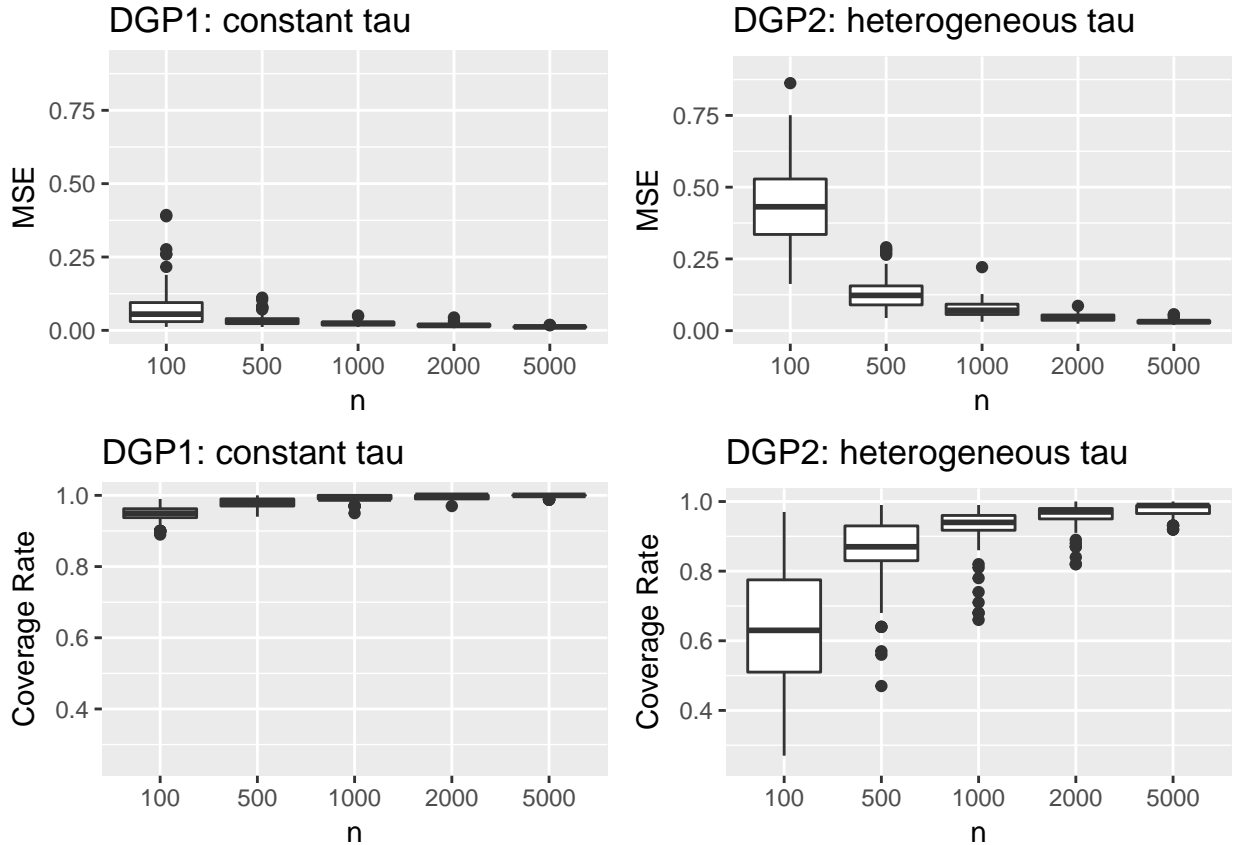 DGP1: constant tau
MSE
0.75
0.50
0.25
0.00
100 500 1000 2000 5000
n
DGP2: heterogeneous tau
MSE
0.75
0.50
0.25
0.00
100 500 1000 2000 5000
n
DGP1: constant tau
Coverage Rate
1.0
0.8
0.6
0.4
100 500 1000 2000 5000
n
DGP2: heterogeneous tau
Coverage Rate
1.0
0.8
0.6
0.4
100 500 1000 2000 5000
n